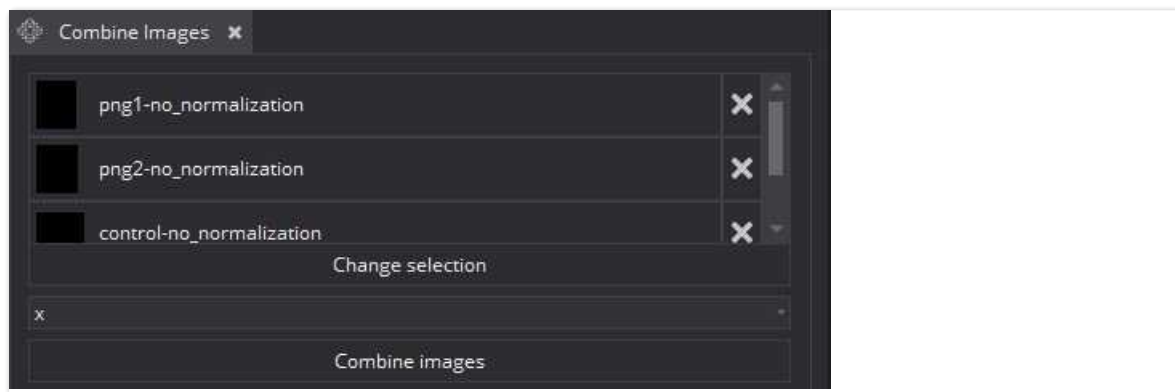 Combine Images
png1-no_normalization
png2-no_normalization
control-no_normalization
Change selection
x
Combine images